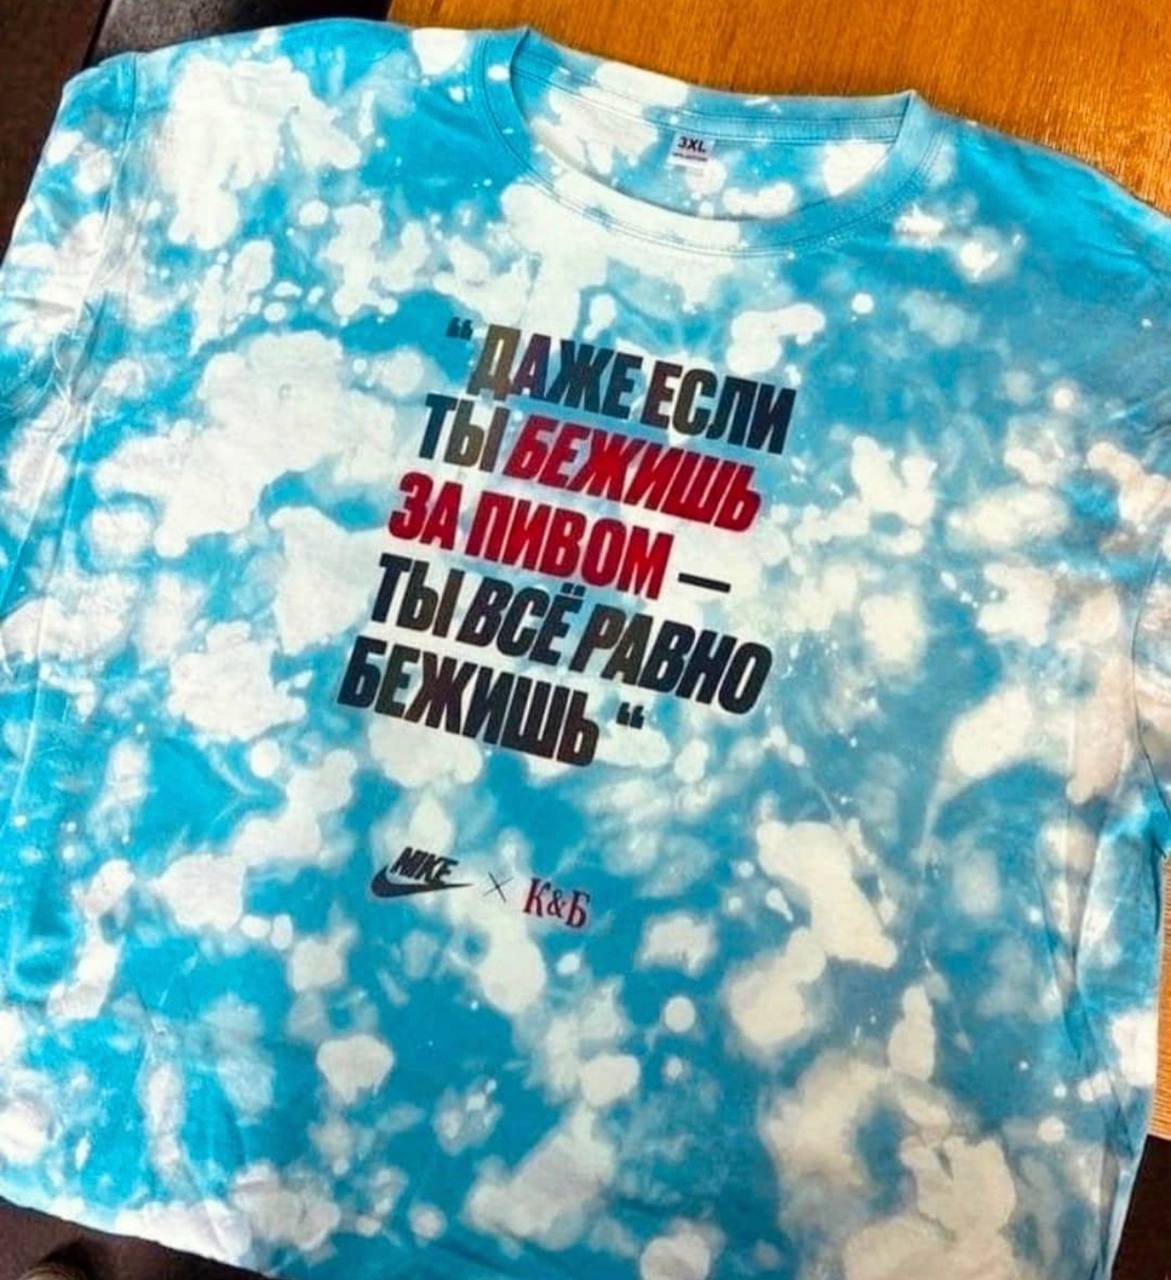 3XL
“ДАЖЕ ЕСЛИ
ТЫ БЕЖИШЬ
ЗА ПИВОМ —
ТЫ ВСЁ РАВНО
БЕЖИШЬ“
NIKE × К&Б